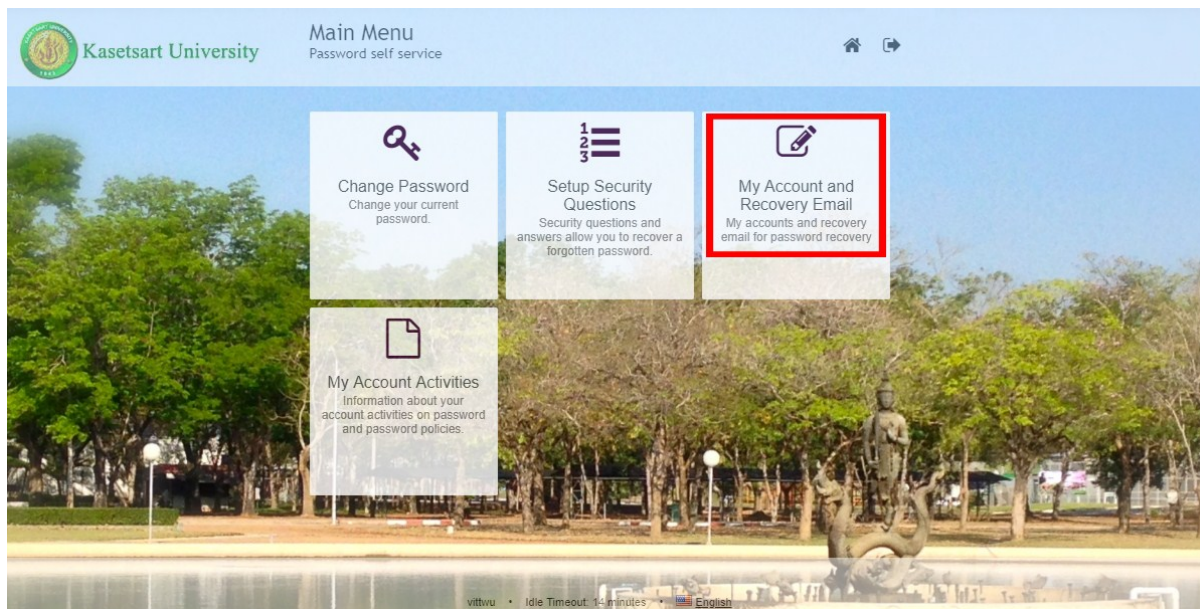 Kasetsart University
Main Menu
Password self service
Change Password
Change your current
password.
1
2
3
Setup Security
Questions
Security questions and
answers allow you to recover a
forgotten password.
My Account and
Recovery Email
My accounts and recovery
email for password recovery
My Account Activities
Information about your
account activities on password
and password policies.
vittwu • Idle Timeout: 14 minutes • English